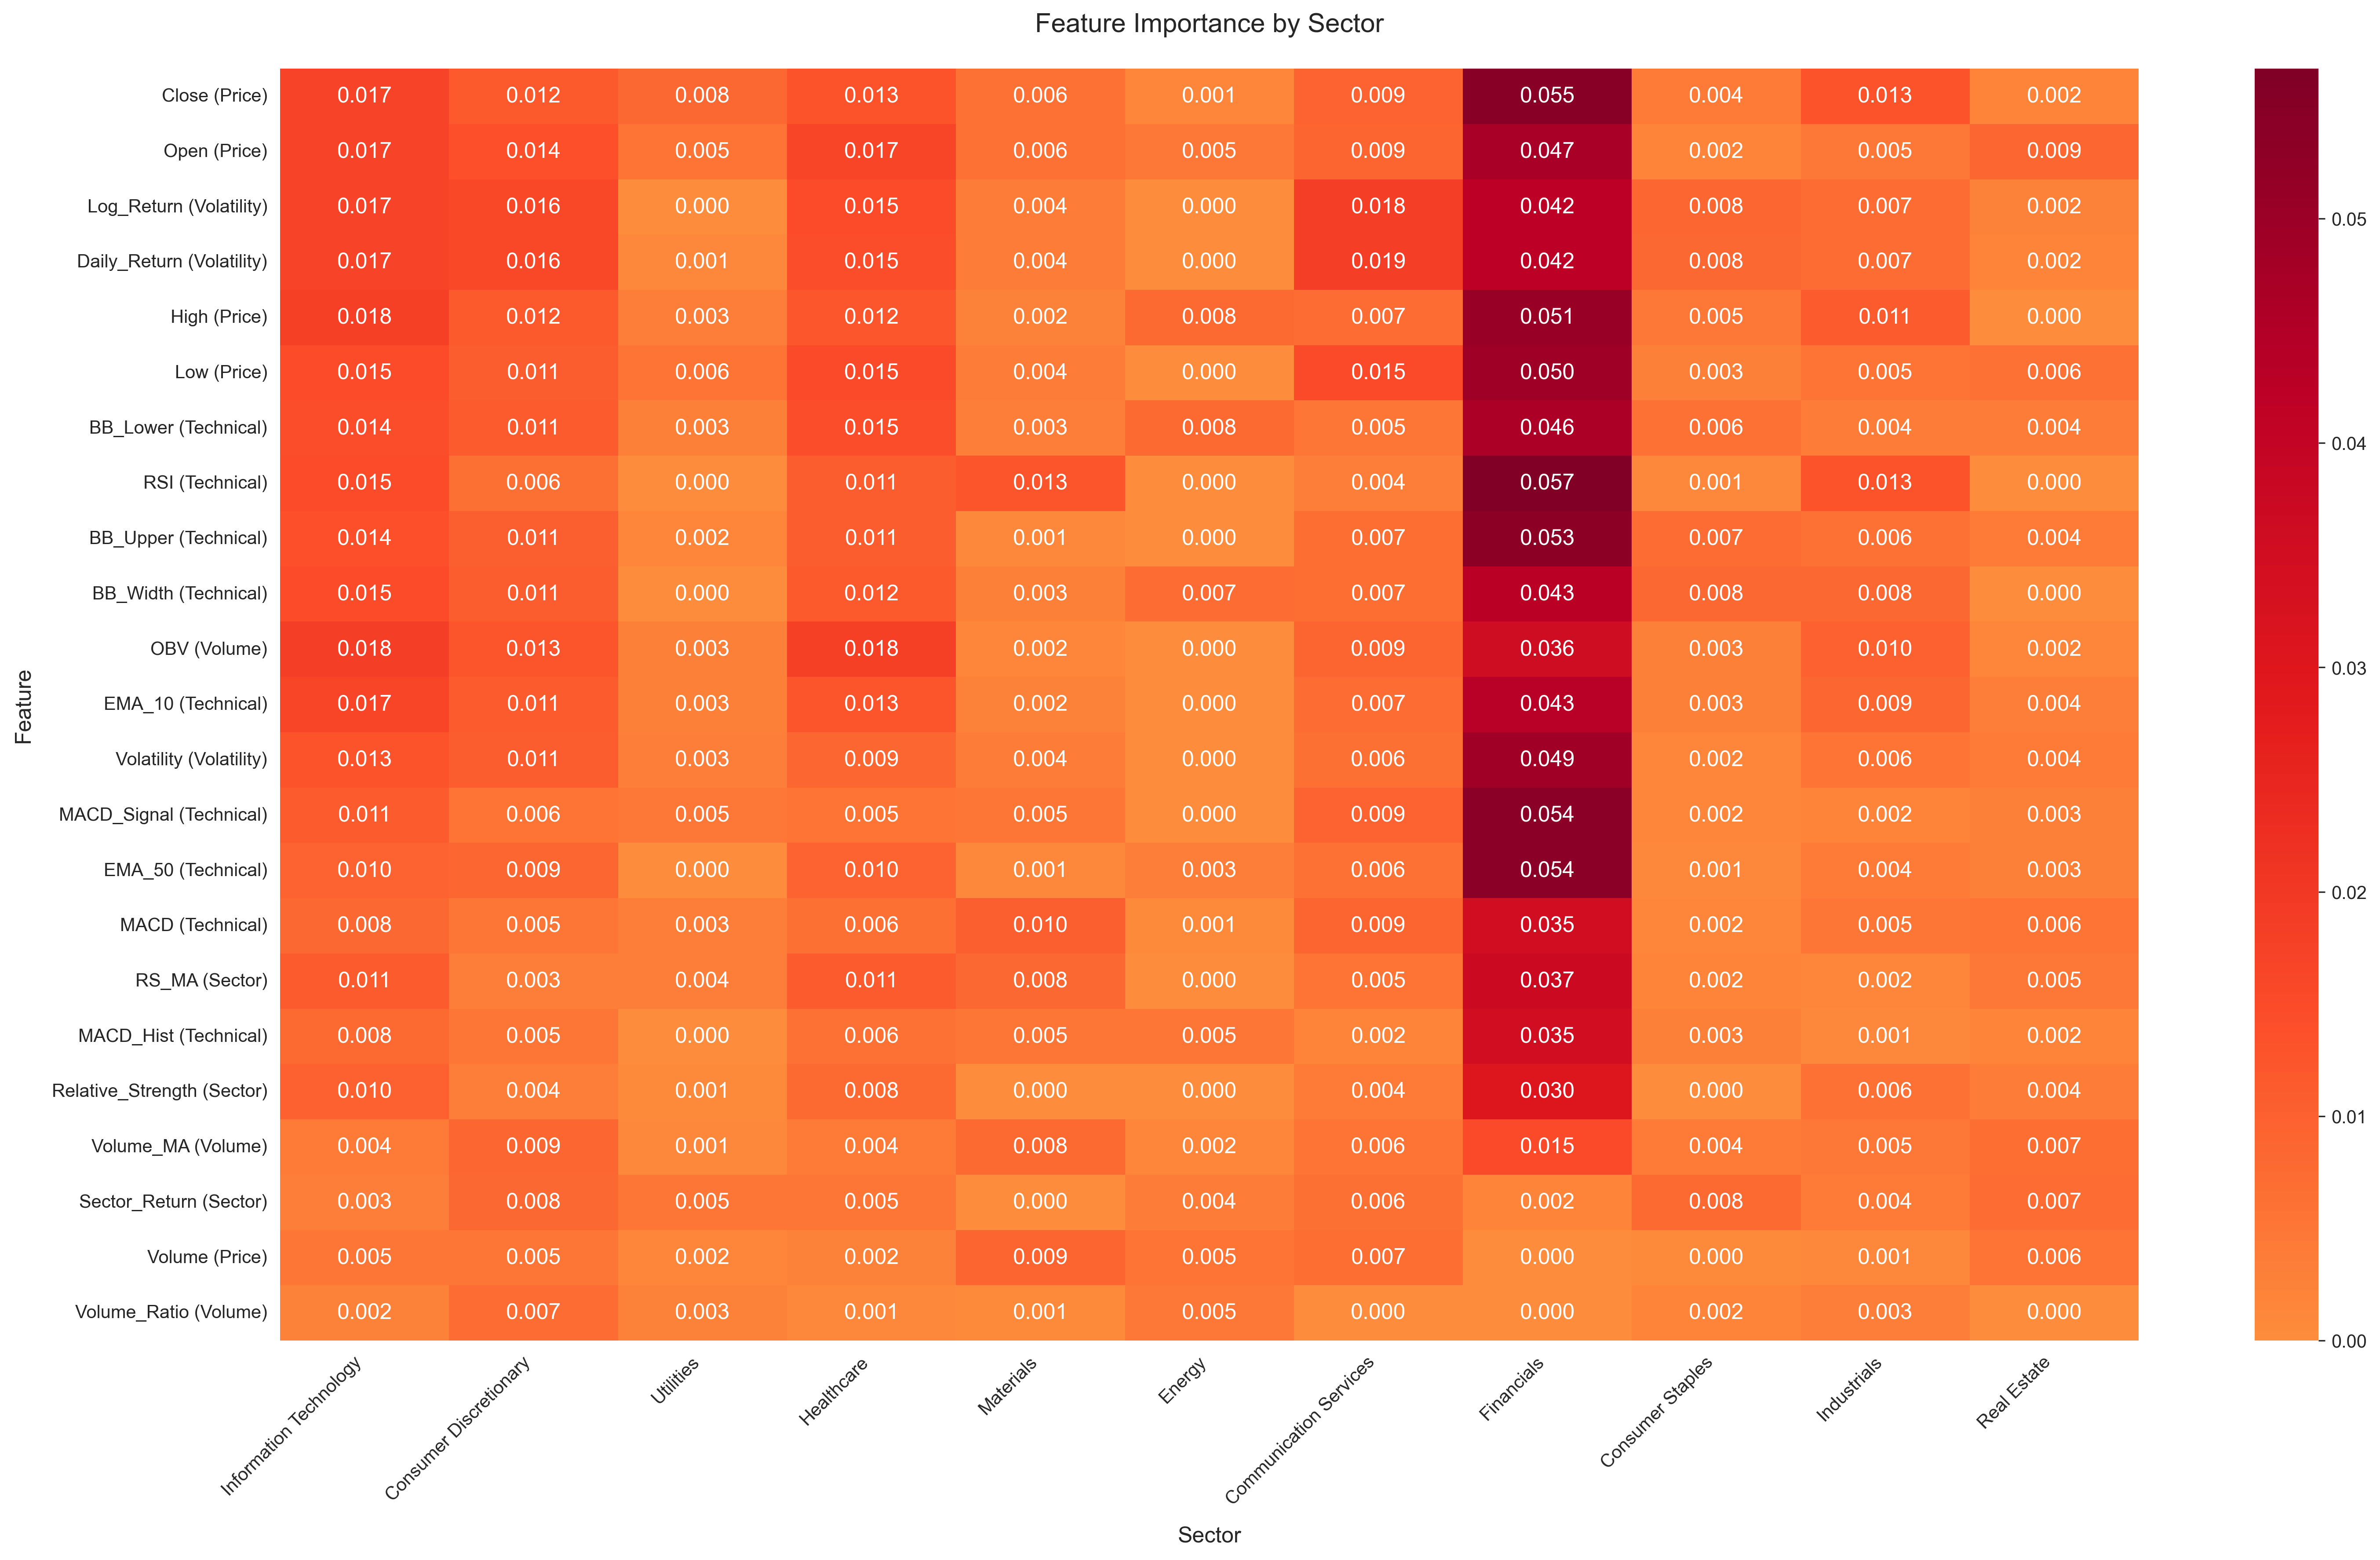 Feature Importance by Sector
Close (Price) 0.017 0.012 0.008 0.013 0.006 0.001 0.009 0.055 0.004 0.013 0.002
Open (Price) 0.017 0.014 0.005 0.017 0.006 0.005 0.009 0.047 0.002 0.005 0.009
Log_Return (Volatility) 0.017 0.016 0.000 0.015 0.004 0.000 0.018 0.042 0.008 0.007 0.002
0.05
Daily_Return (Volatility) 0.017 0.016 0.001 0.015 0.004 0.000 0.019 0.042 0.008 0.007 0.002
High (Price) 0.018 0.012 0.003 0.012 0.002 0.008 0.007 0.051 0.005 0.011 0.000
Low (Price) 0.015 0.011 0.006 0.015 0.004 0.000 0.015 0.050 0.003 0.005 0.006
BB_Lower (Technical) 0.014 0.011 0.003 0.015 0.003 0.008 0.005 0.046 0.006 0.004 0.004
0.04
RSI (Technical) 0.015 0.006 0.000 0.011 0.013 0.000 0.004 0.057 0.001 0.013 0.000
BB_Upper (Technical) 0.014 0.011 0.002 0.011 0.001 0.000 0.007 0.053 0.007 0.006 0.004
BB_Width (Technical) 0.015 0.011 0.000 0.012 0.003 0.007 0.007 0.043 0.008 0.008 0.000
OBV (Volume) 0.018 0.013 0.003 0.018 0.002 0.000 0.009 0.036 0.003 0.010 0.002
0.03
EMA_10 (Technical) 0.017 0.011 0.003 0.013 0.002 0.000 0.007 0.043 0.003 0.009 0.004
Feature
Volatility (Volatility) 0.013 0.011 0.003 0.009 0.004 0.000 0.006 0.049 0.002 0.006 0.004
MACD_Signal (Technical) 0.011 0.006 0.005 0.005 0.005 0.000 0.009 0.054 0.002 0.002 0.003
EMA_50 (Technical) 0.010 0.009 0.000 0.010 0.001 0.003 0.006 0.054 0.001 0.004 0.003
0.02
MACD (Technical) 0.008 0.005 0.003 0.006 0.010 0.001 0.009 0.035 0.002 0.005 0.006
RS_MA (Sector) 0.011 0.003 0.004 0.011 0.008 0.000 0.005 0.037 0.002 0.002 0.005
MACD_Hist (Technical) 0.008 0.005 0.000 0.006 0.005 0.005 0.002 0.035 0.003 0.001 0.002
Relative_Strength (Sector) 0.010 0.004 0.001 0.008 0.000 0.000 0.004 0.030 0.000 0.006 0.004
0.01
Volume_MA (Volume) 0.004 0.009 0.001 0.004 0.008 0.002 0.006 0.015 0.004 0.005 0.007
Sector_Return (Sector) 0.003 0.008 0.005 0.005 0.000 0.004 0.006 0.002 0.008 0.004 0.007
Volume (Price) 0.005 0.005 0.002 0.002 0.009 0.005 0.007 0.000 0.000 0.001 0.006
Volume_Ratio (Volume) 0.002 0.007 0.003 0.001 0.001 0.005 0.000 0.000 0.002 0.003 0.000
0.00
Information Technology
Consumer Discretionary
Utilities
Healthcare
Materials
Energy
Communication Services
Financials
Consumer Staples
Industrials
Real Estate
Sector